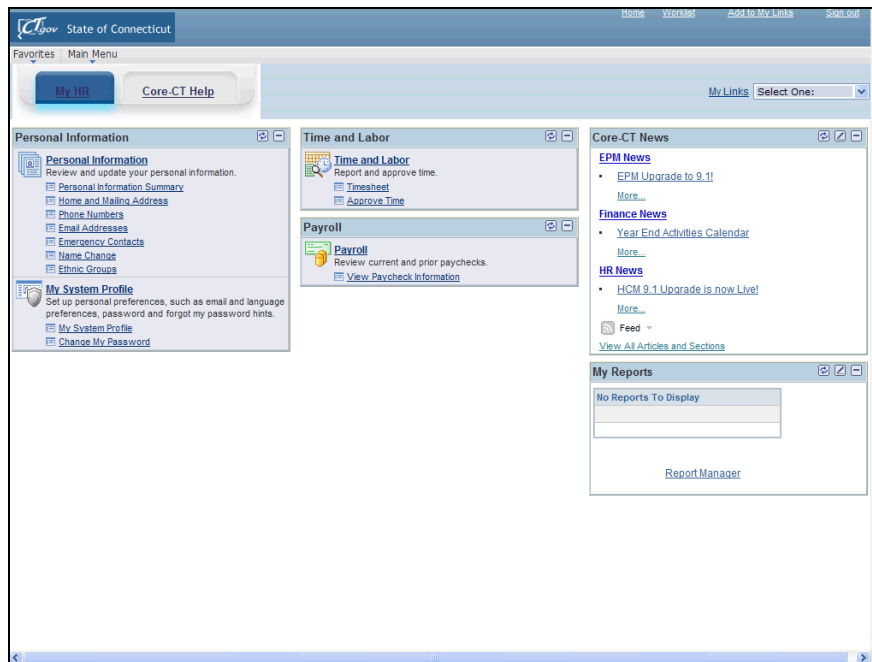 Home Worklist Add to My Links Sign out
CT.gov State of Connecticut
Favorites Main Menu
My HR Core-CT Help
My Links Select One:
Personal Information
Personal Information
Review and update your personal information.
Personal Information Summary
Home and Mailing Address
Phone Numbers
Email Addresses
Emergency Contacts
Name Change
Ethnic Groups
My System Profile
Set up personal preferences, such as email and language
preferences, password and forgot my password hints.
My System Profile
Change My Password
Time and Labor
Time and Labor
Report and approve time.
Timesheet
Approve Time
Payroll
Payroll
Review current and prior paychecks.
View Paycheck Information
Core-CT News
EPM News
EPM Upgrade to 9.1!
More...
Finance News
Year End Activities Calendar
More...
HR News
HCM 9.1 Upgrade is now Live!
More...
Feed
View All Articles and Sections
My Reports
No Reports To Display
Report Manager